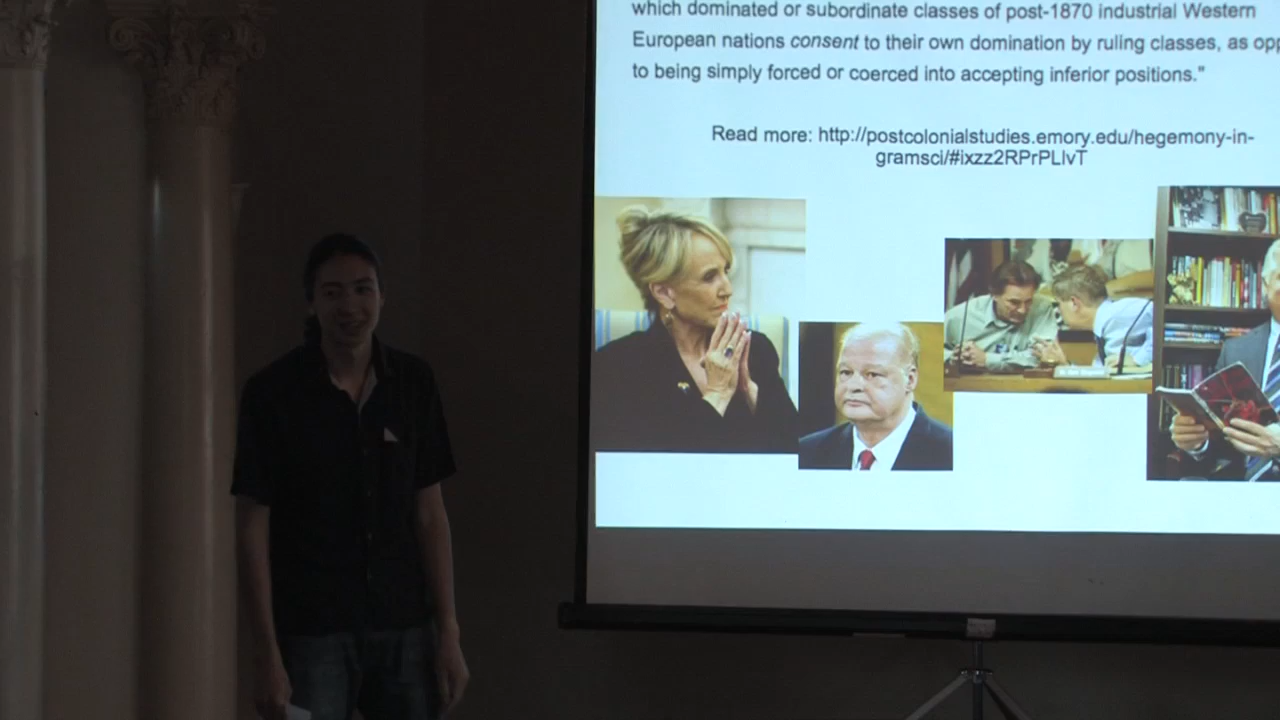 which dominated or subordinate classes of post-1870 industrial Western
European nations consent to their own domination by ruling classes, as opp
to being simply forced or coerced into accepting inferior positions."
Read more: http://postcolonialstudies.emory.edu/hegemony-in-
gramsci/#ixzz2RPrPLlvT